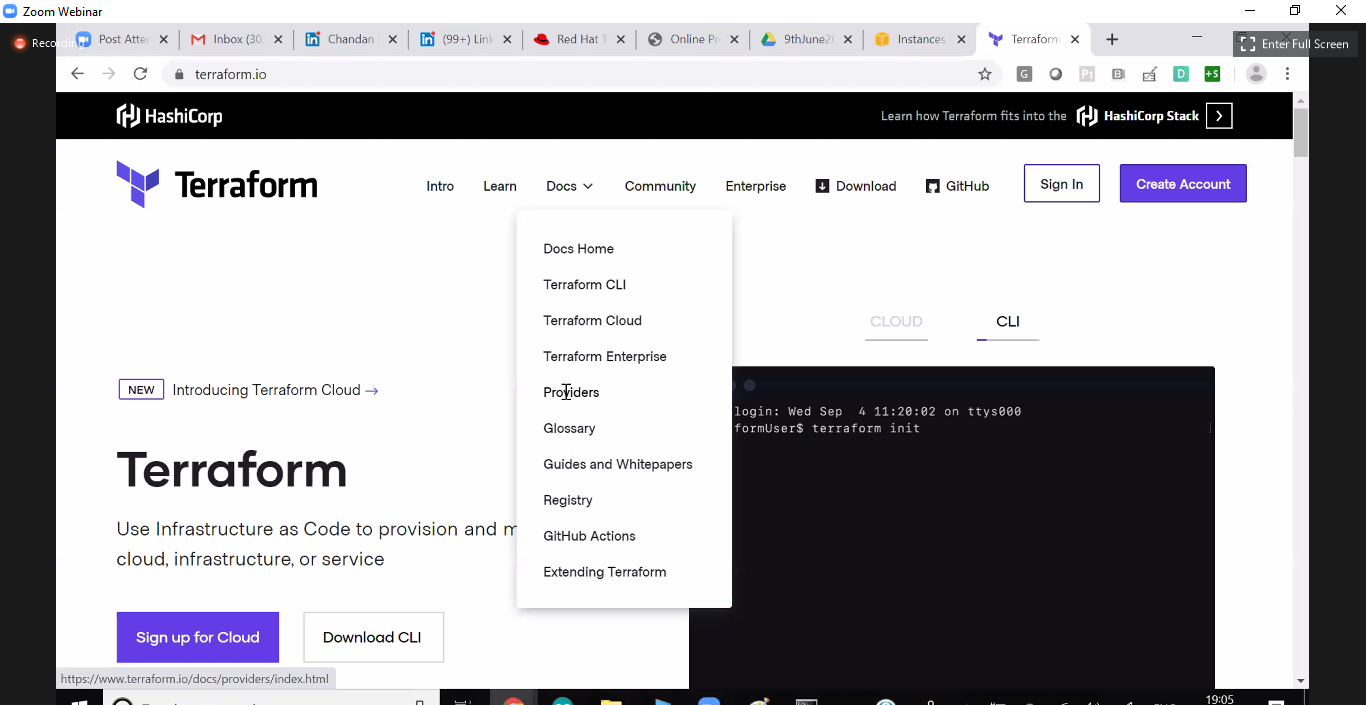 Zoom Webinar
Recording
Post Atter
Inbox (30
Chandan
(99+) Link
Red Hat
Online Pr
9thJune2
Instances
Terraform
Enter Full Screen
terraform.io
HashiCorp
Learn how Terraform fits into the HashiCorp Stack
Terraform
Intro Learn Docs Community Enterprise Download GitHub Sign In Create Account
Docs Home
Terraform CLI
Terraform Cloud
Terraform Enterprise
Providers
Glossary
Guides and Whitepapers
Registry
GitHub Actions
Extending Terraform
CLOUD CLI
login: Wed Sep 4 11:20:02 on ttys000
formUser$ terraform init
NEW Introducing Terraform Cloud →
Terraform
Use Infrastructure as Code to provision and m
cloud, infrastructure, or service
Sign up for Cloud Download CLI
https://www.terraform.io/docs/providers/index.html
19:05